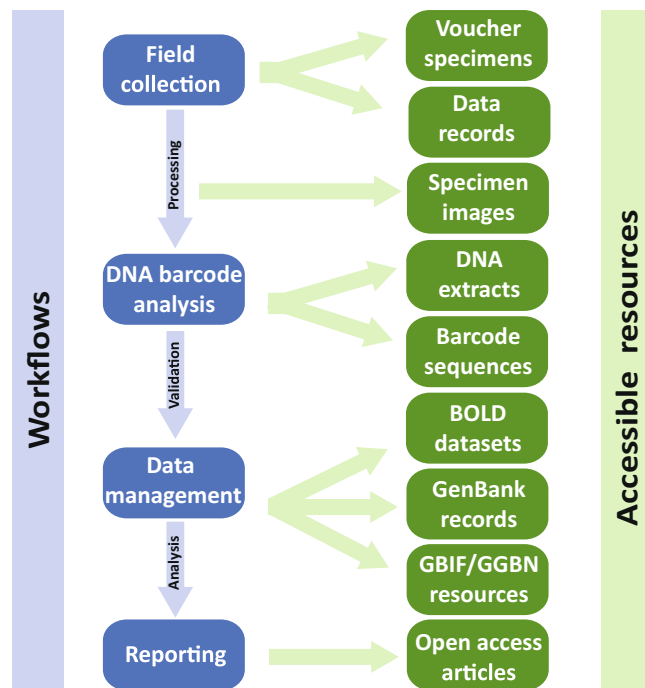 Workflows
Field
collection
Voucher
specimens
Data
records
Processing
Specimen
images
DNA barcode
analysis
DNA
extracts
Barcode
sequences
Validation
Data
management
BOLD
datasets
GenBank
records
GBIF/GGBN
resources
Analysis
Reporting
Open access
articles
Accessible resources